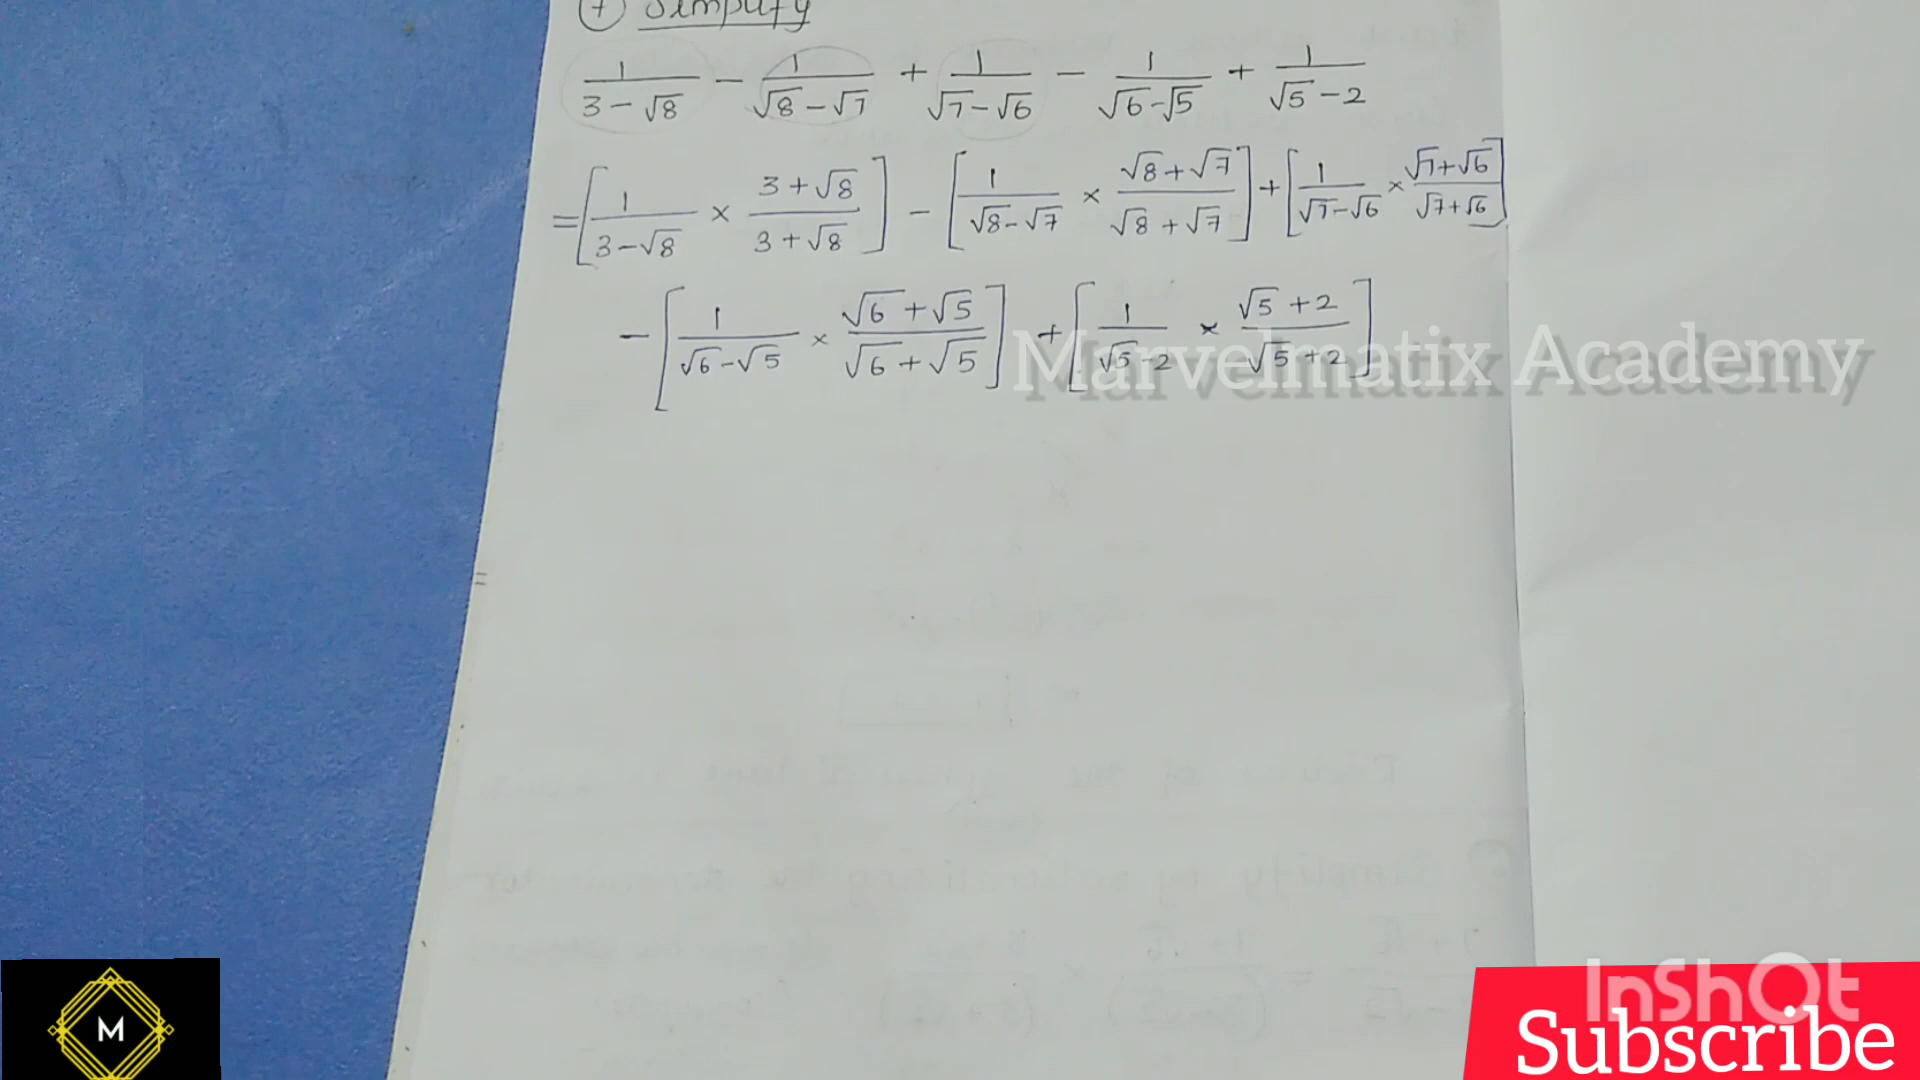 + Simplify
1/(3-√8) - 1/(√8-√7) + 1/(√7-√6) - 1/(√6-√5) + 1/(√5-2)
= [1/(3-√8) × (3+√8)/(3+√8)] - [1/(√8-√7) × (√8+√7)/(√8+√7)] + [1/(√7-√6) × (√7+√6)/(√7+√6)]
- [1/(√6-√5) × (√6+√5)/(√6+√5)] + [1/(√5-2) × (√5+2)/(√5+2)]
Marvelmatix Academy
=
M
InShOt
Subscribe